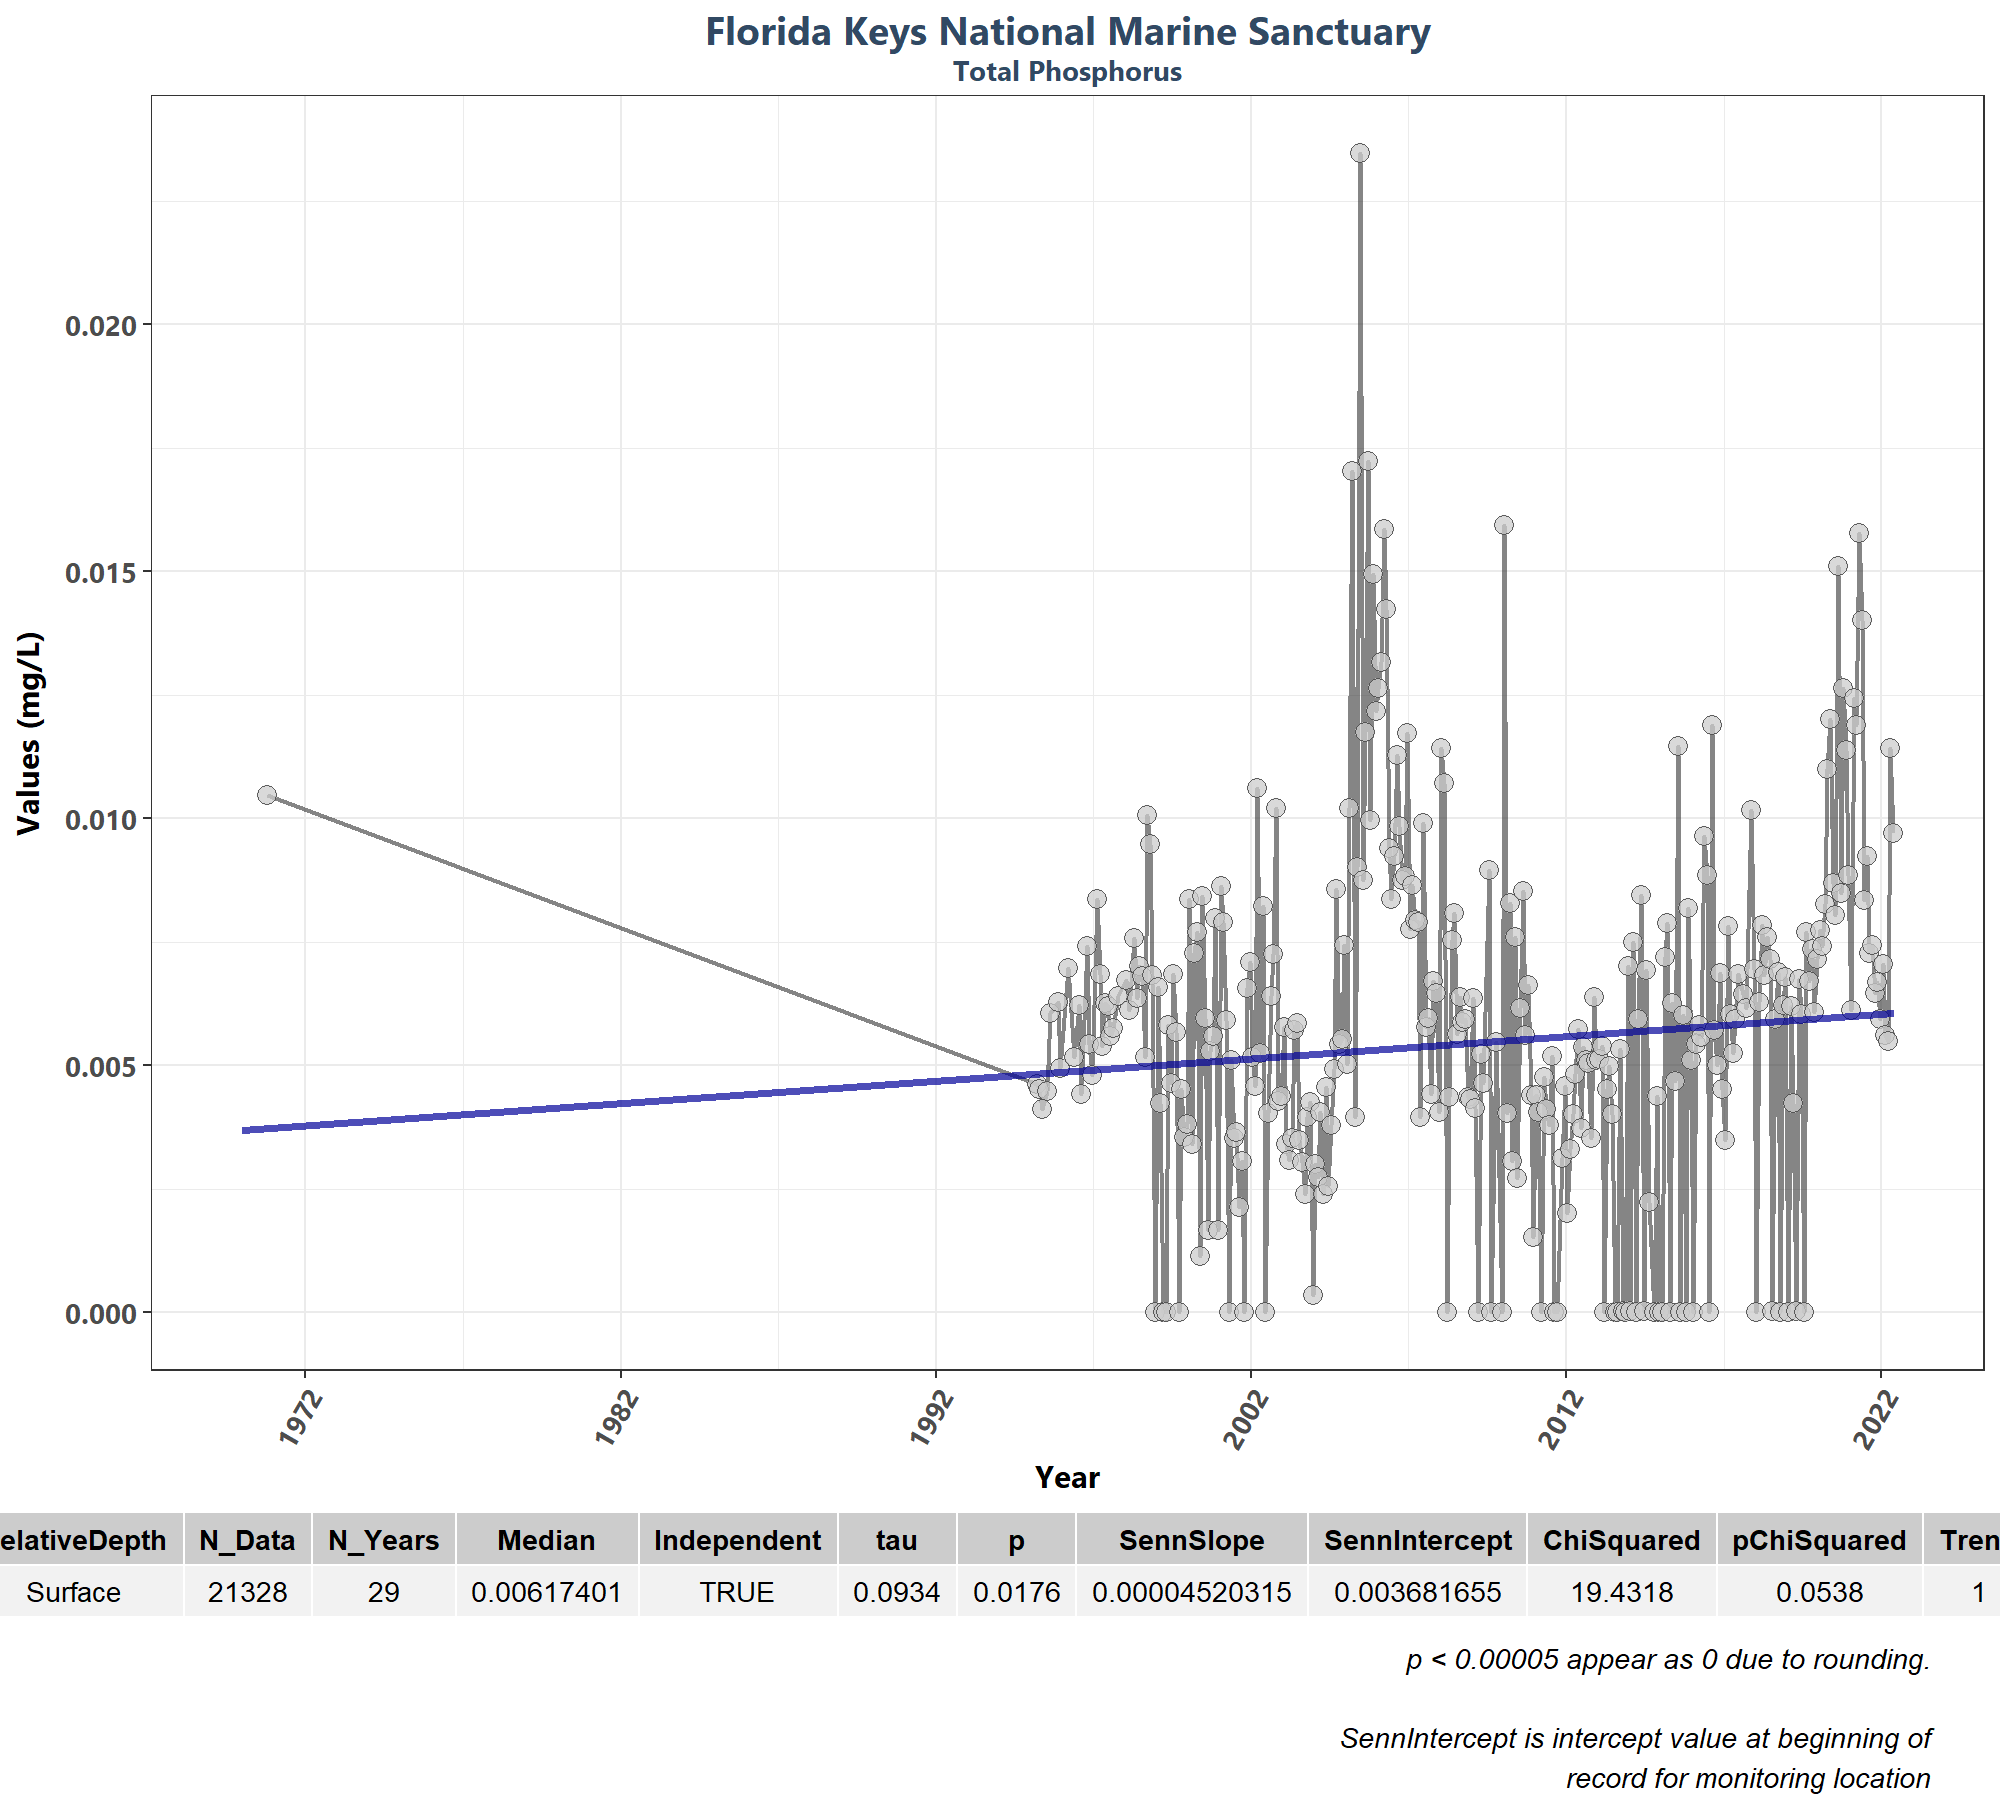 Florida Keys National Marine Sanctuary
Total Phosphorus
Values (mg/L)
0.020
0.015
0.010
0.005
0.000
1972 1982 1992 2002 2012 2022
Year
elativeDepth N_Data N_Years Median Independent tau p SennSlope SennIntercept ChiSquared pChiSquared Tren
Surface 21328 29 0.00617401 TRUE 0.0934 0.0176 0.00004520315 0.003681655 19.4318 0.0538 1
p < 0.00005 appear as 0 due to rounding.
SennIntercept is intercept value at beginning of
record for monitoring location